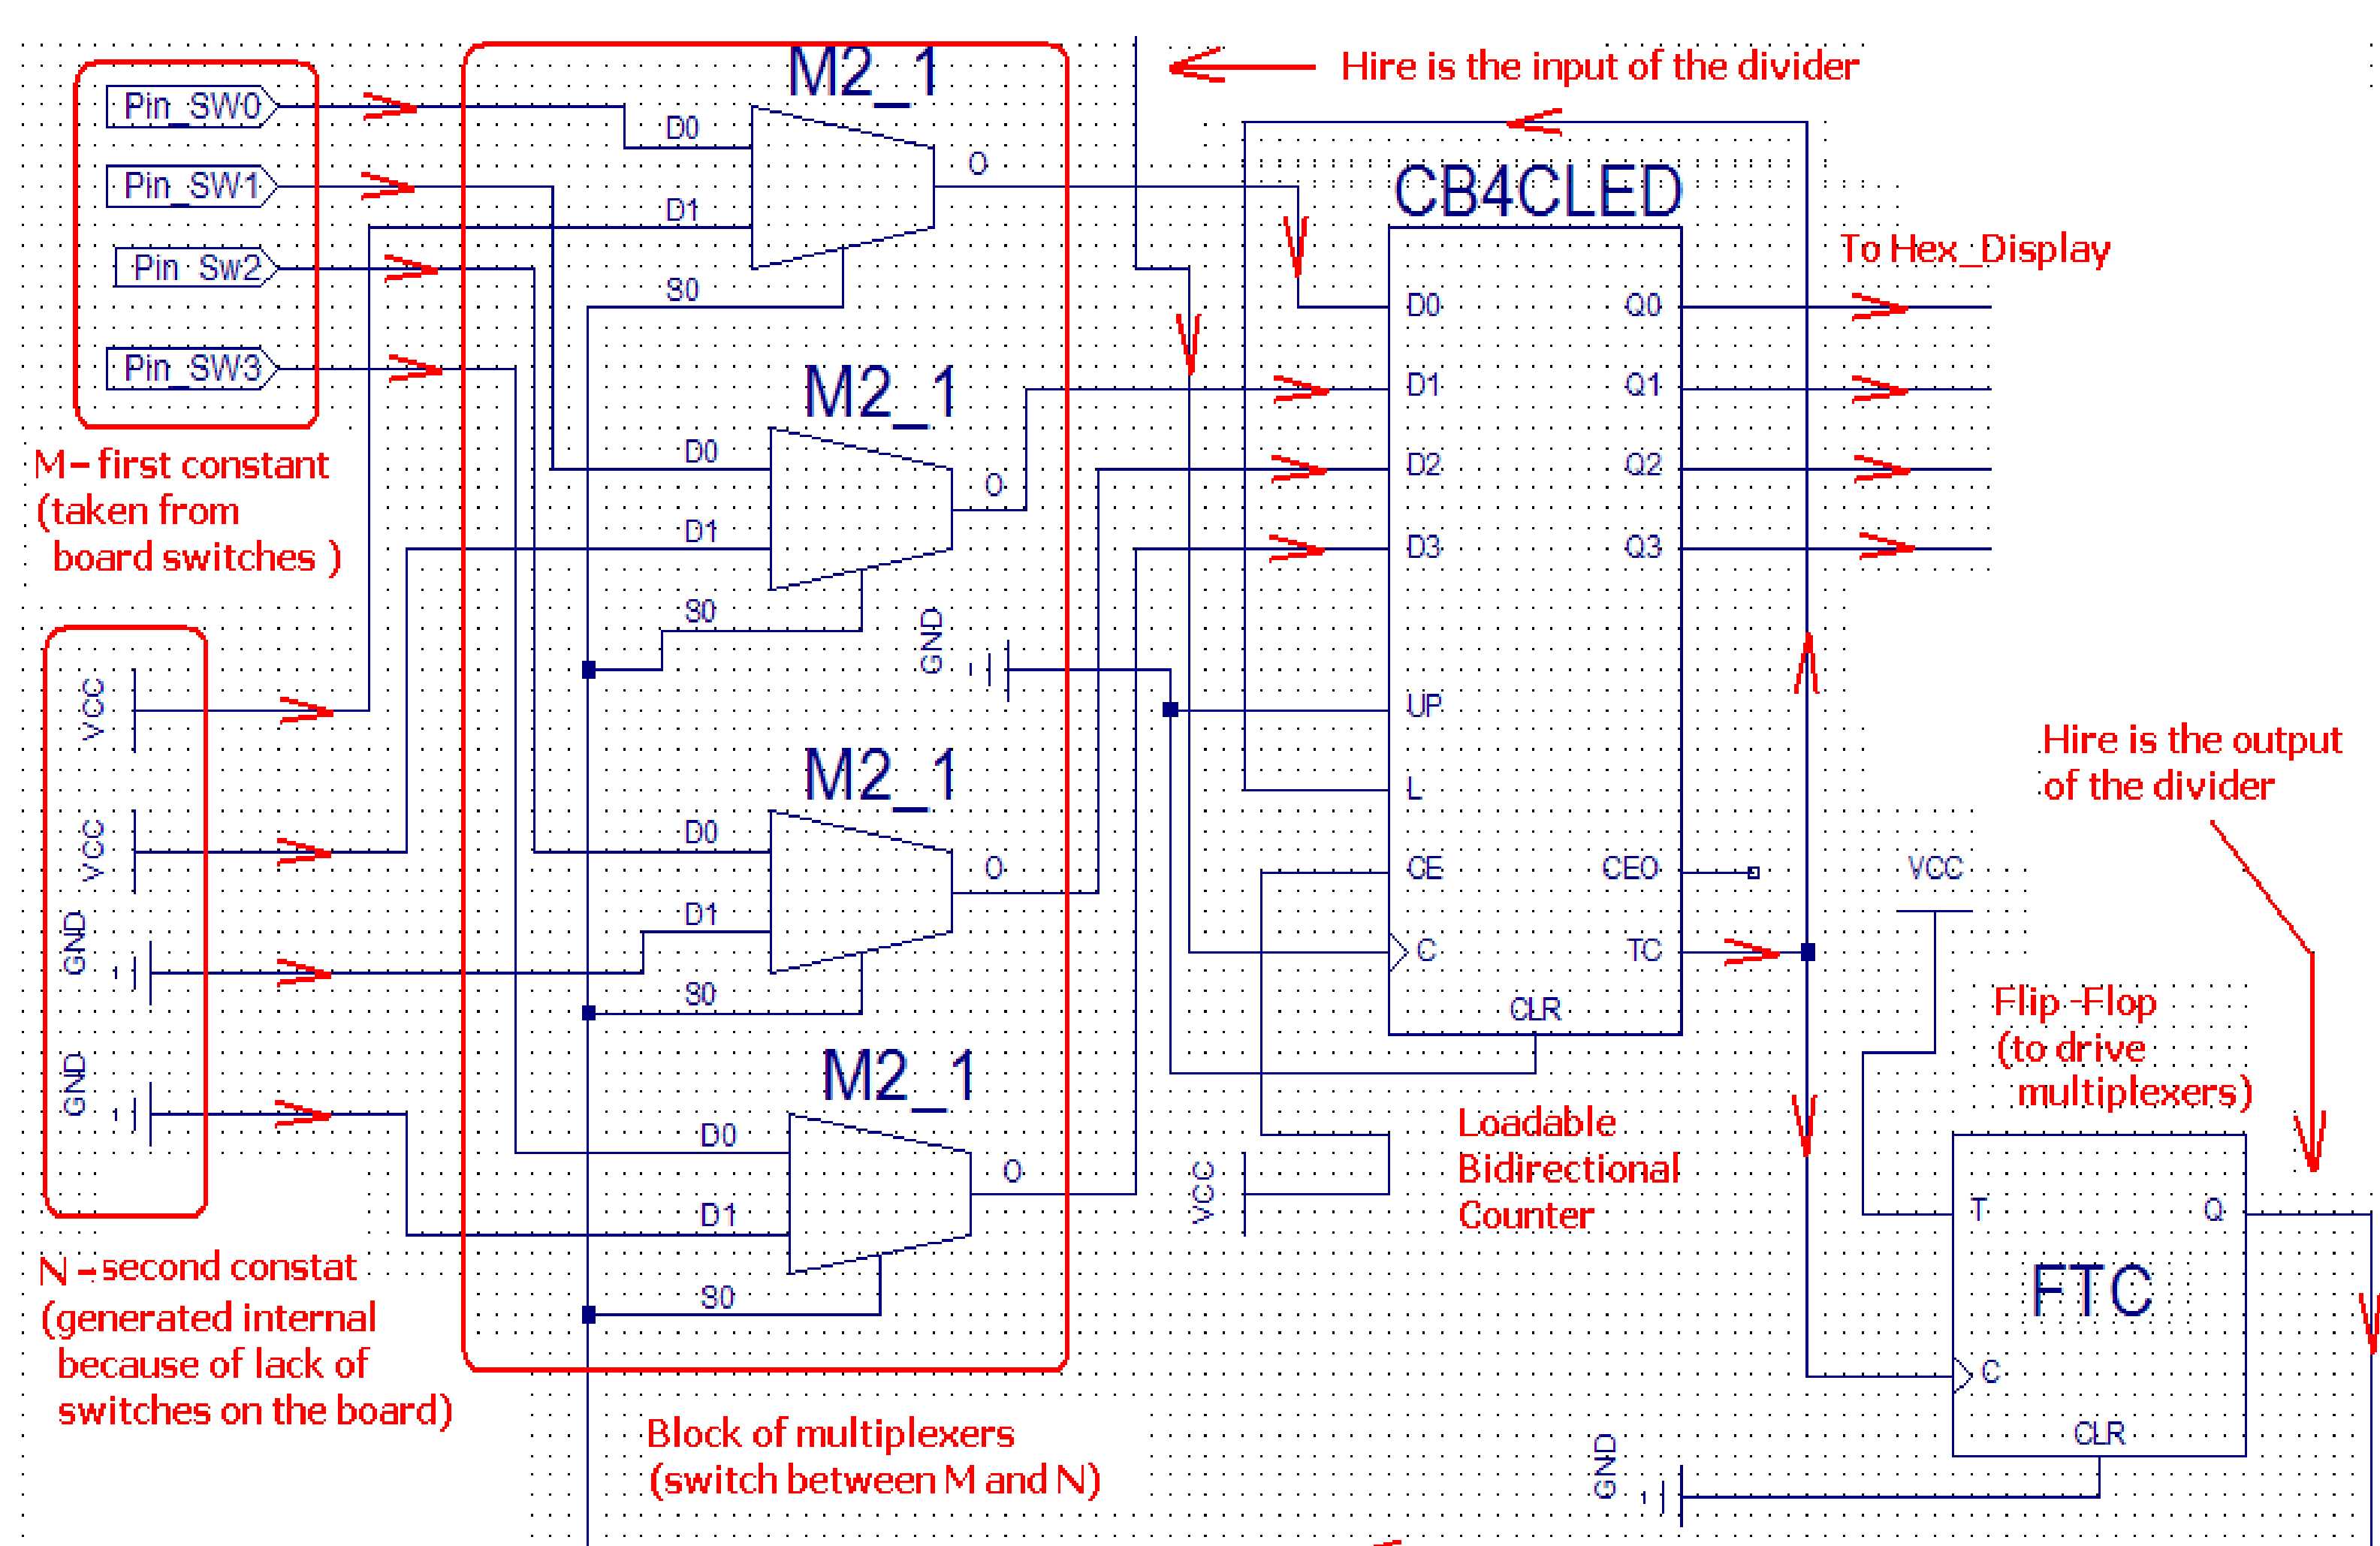 M2_1
Hire is the input of the divider
Pin_SW0
D0
O
Pin_SW1
CB4CLED
D1
To Hex_Display
Pin_Sw2
S0
D0
Q0
Pin_SW3
M2_1
D1
Q1
M – first constant
(taken from
board switches )
D0
O
D2
Q2
D1
D3
Q3
S0
GND
VCC
UP
Hire is the output
of the divider
M2_1
L
VCC
D0
O
CE
CEO
VCC
D1
GND
C
TC
S0
CLR
Flip -Flop
(to drive
multiplexers)
M2_1
GND
D0
O
Loadable
Bidirectional
Counter
VCC
D1
T
Q
N – second constat
(generated internal
because of lack of
switches on the board)
S0
FTC
C
Block of multiplexers
(switch between M and N)
CLR
GND